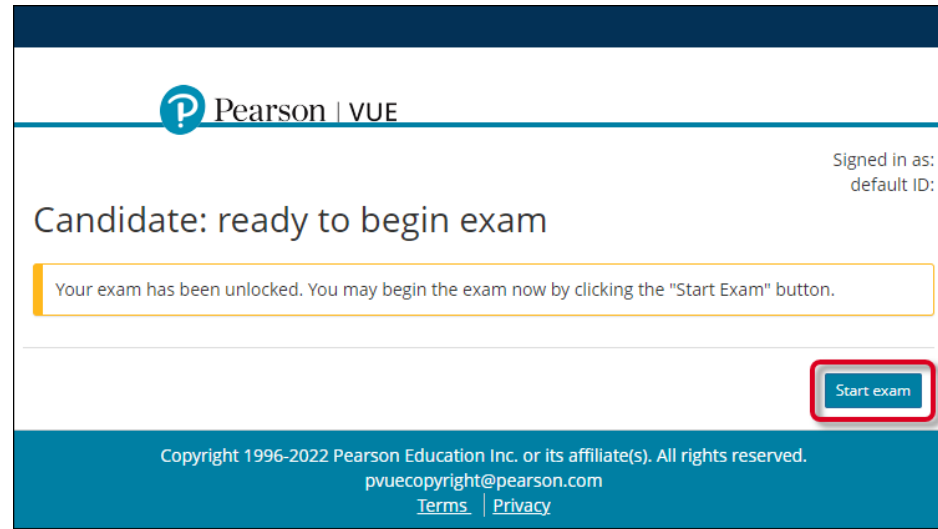 Pearson | VUE
Signed in as:
default ID:
Candidate: ready to begin exam
Your exam has been unlocked. You may begin the exam now by clicking the "Start Exam" button.
Start exam
Copyright 1996-2022 Pearson Education Inc. or its affiliate(s). All rights reserved.
pvuecopyright@pearson.com
Terms | Privacy